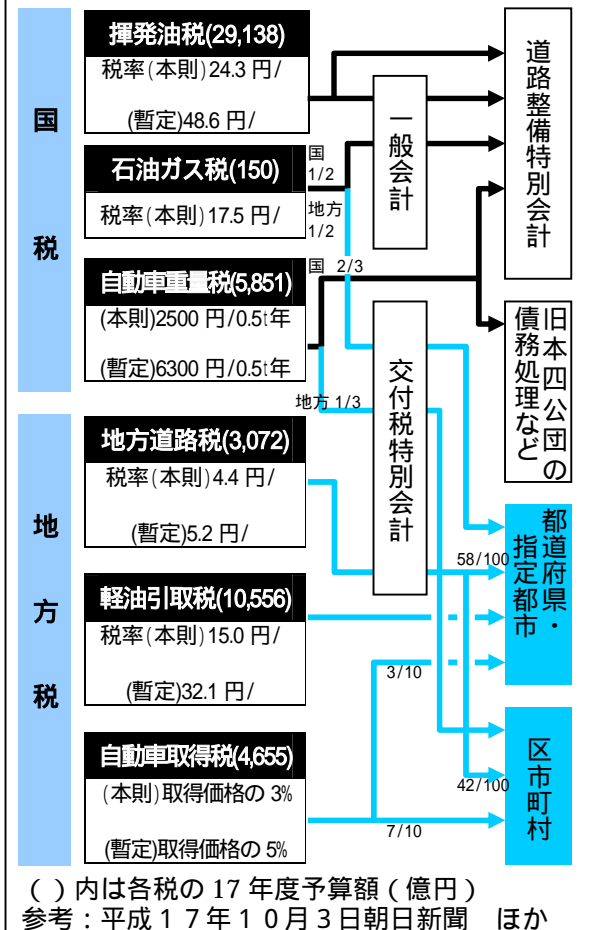 国税
揮発油税(29,138)
税率(本則)24.3 円/
(暫定)48.6 円/
石油ガス税(150)
税率(本則)17.5 円/
自動車重量税(5,851)
(本則)2500 円/0.5t年
(暫定)6300 円/0.5t年
地方税
地方道路税(3,072)
税率(本則)4.4 円/
(暫定)5.2 円/
軽油引取税(10,556)
税率(本則)15.0 円/
(暫定)32.1 円/
自動車取得税(4,655)
(本則)取得価格の 3%
(暫定)取得価格の 5%
国
1/2
地方
1/2
国 2/3
地方 1/3
一般会計
交付税特別会計
58/100
3/10
42/100
7/10
道路整備特別会計
旧本四公団の
債務処理など
都道府県・
指定都市
区市町村
( )内は各税の 17 年度予算額(億円)
参考:平成17年10月3日朝日新聞 ほか